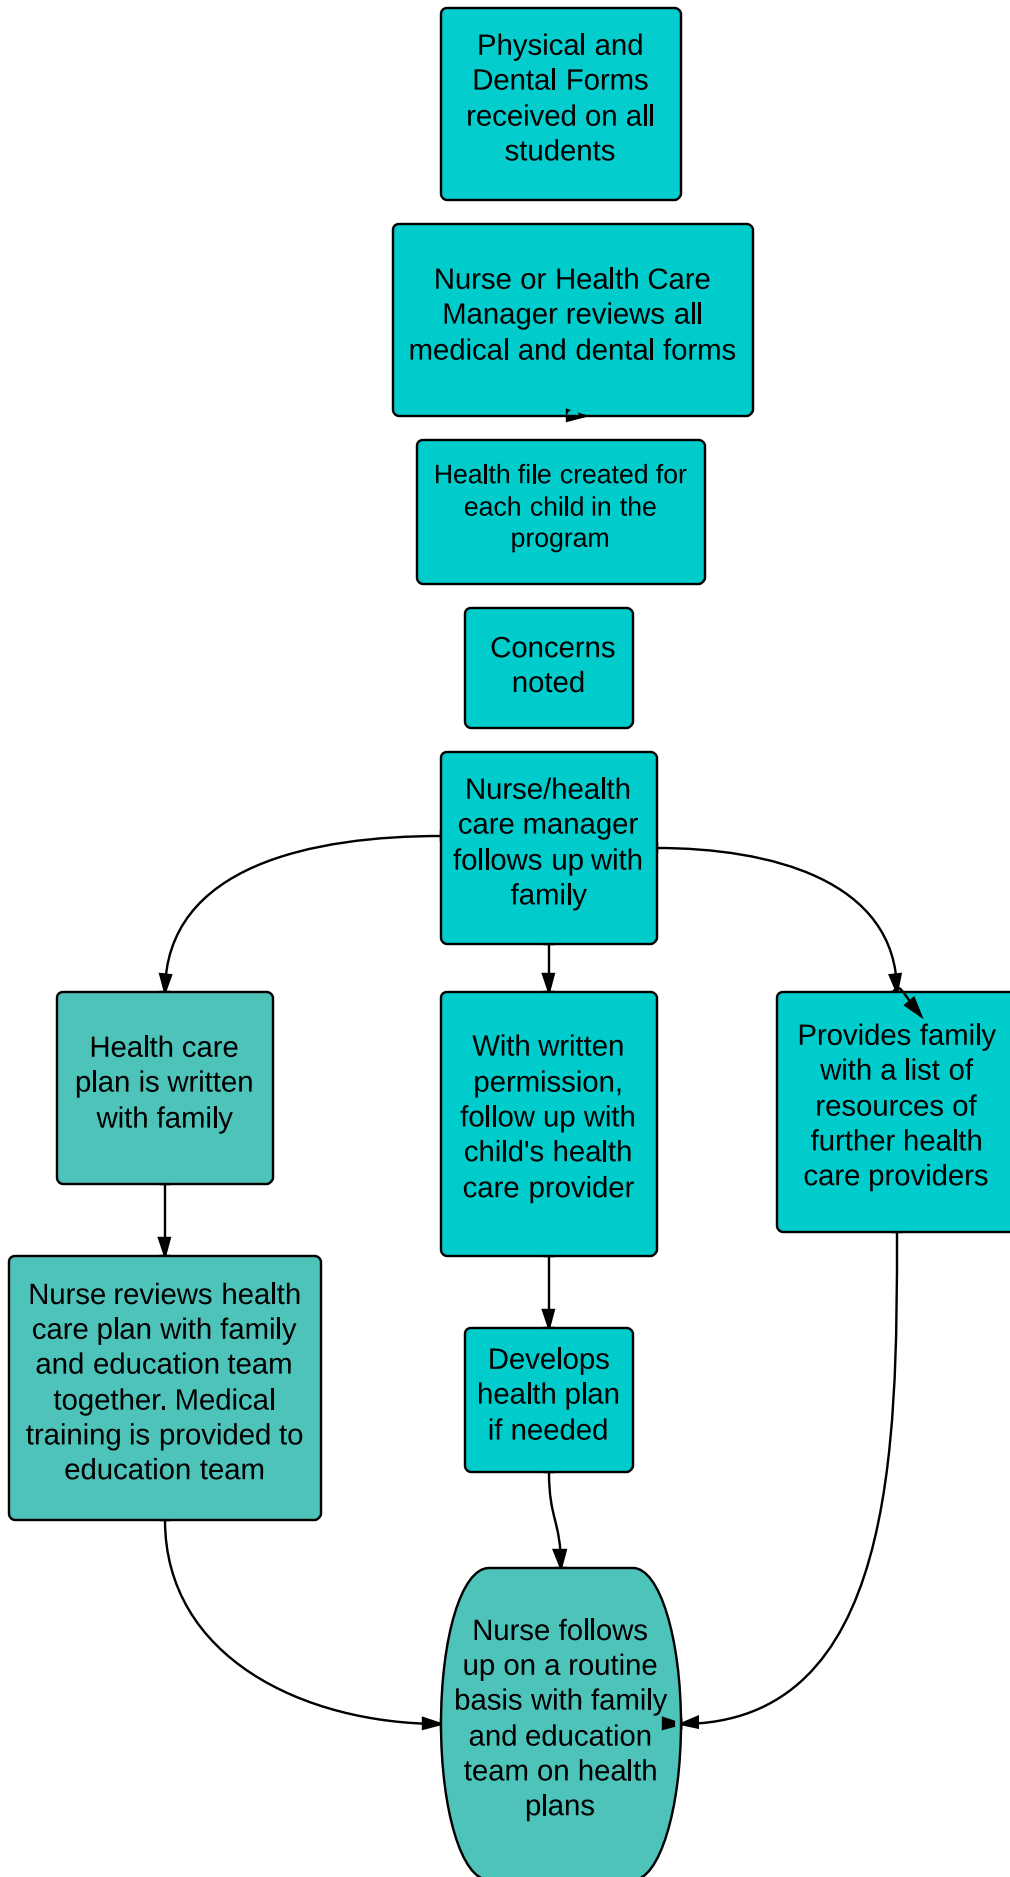 Physical and
Dental Forms
received on all
students
Nurse or Health Care
Manager reviews all
medical and dental forms
Health file created for
each child in the
program
Concerns
noted
Nurse/health
care manager
follows up with
family
Health care
plan is written
with family
With written
permission,
follow up with
child's health
care provider
Provides family
with a list of
resources of
further health
care providers
Nurse reviews health
care plan with family
and education team
together. Medical
training is provided to
education team
Develops
health plan
if needed
Nurse follows
up on a routine
basis with family
and education
team on health
plans